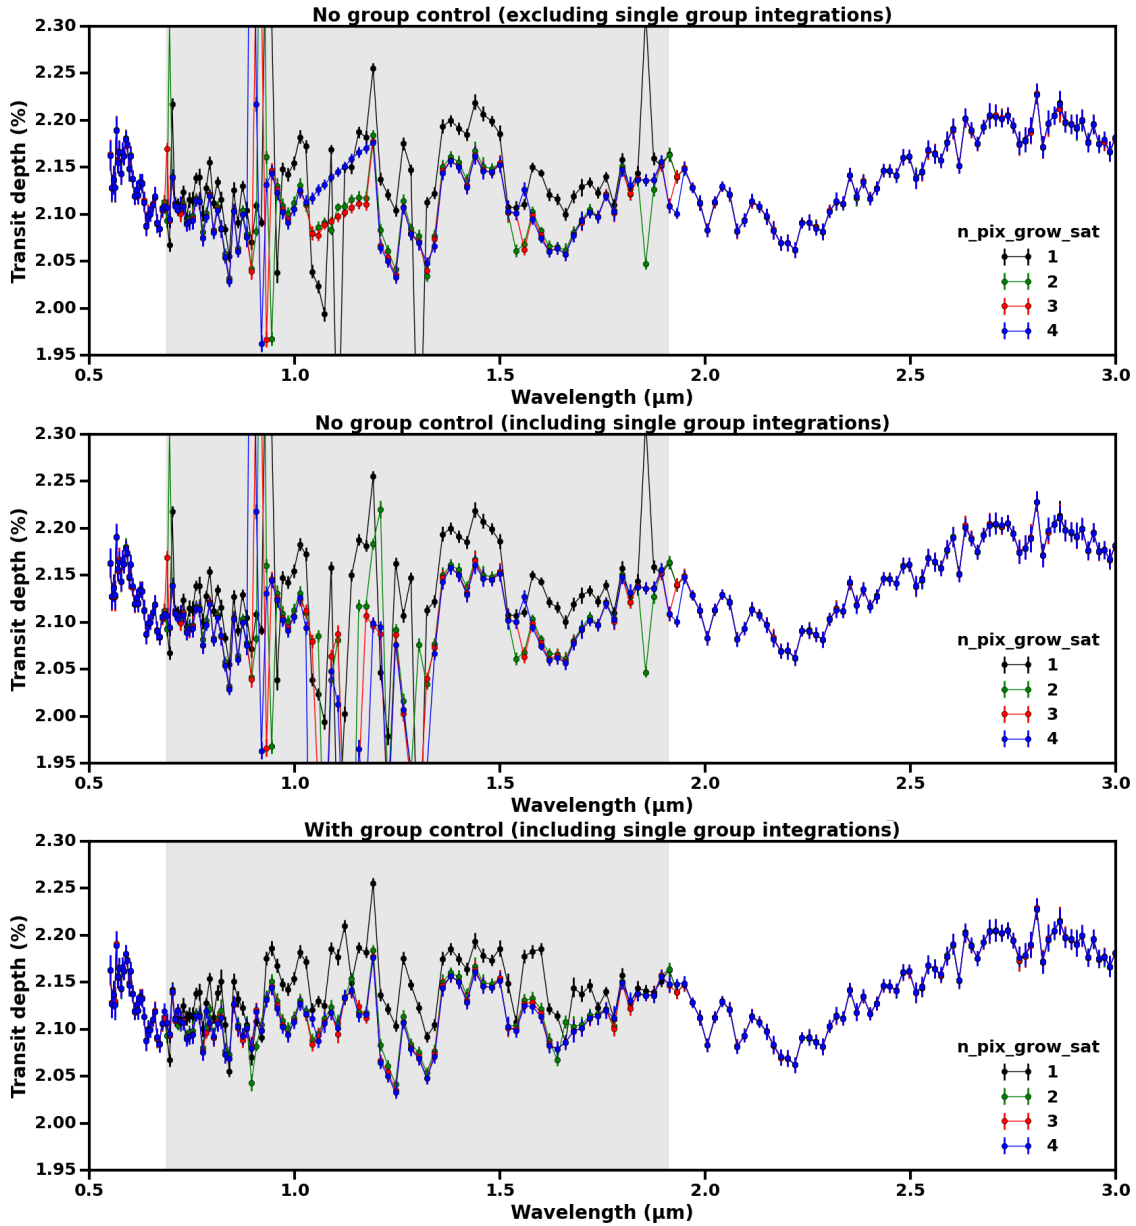 No group control (excluding single group integrations)
2.30
2.25
2.20
2.15
2.10
2.05
2.00
1.95
Transit depth (%)
n_pix_grow_sat
1
2
3
4
0.5 1.0 1.5 2.0 2.5 3.0
Wavelength (μm)
No group control (including single group integrations)
2.30
2.25
2.20
2.15
2.10
2.05
2.00
1.95
Transit depth (%)
n_pix_grow_sat
1
2
3
4
0.5 1.0 1.5 2.0 2.5 3.0
Wavelength (μm)
With group control (including single group integrations)
2.30
2.25
2.20
2.15
2.10
2.05
2.00
1.95
Transit depth (%)
n_pix_grow_sat
1
2
3
4
0.5 1.0 1.5 2.0 2.5 3.0
Wavelength (μm)